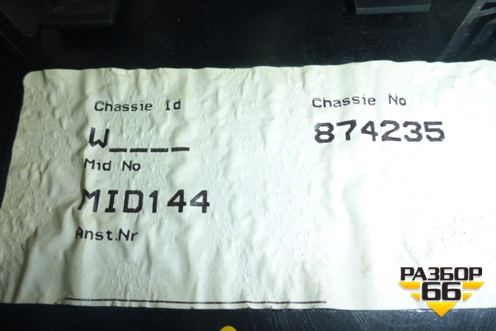 Chassie Id
Chassie No
W____
874235
Mid No
MID144
Anst.Nr
РАЗБОР
66